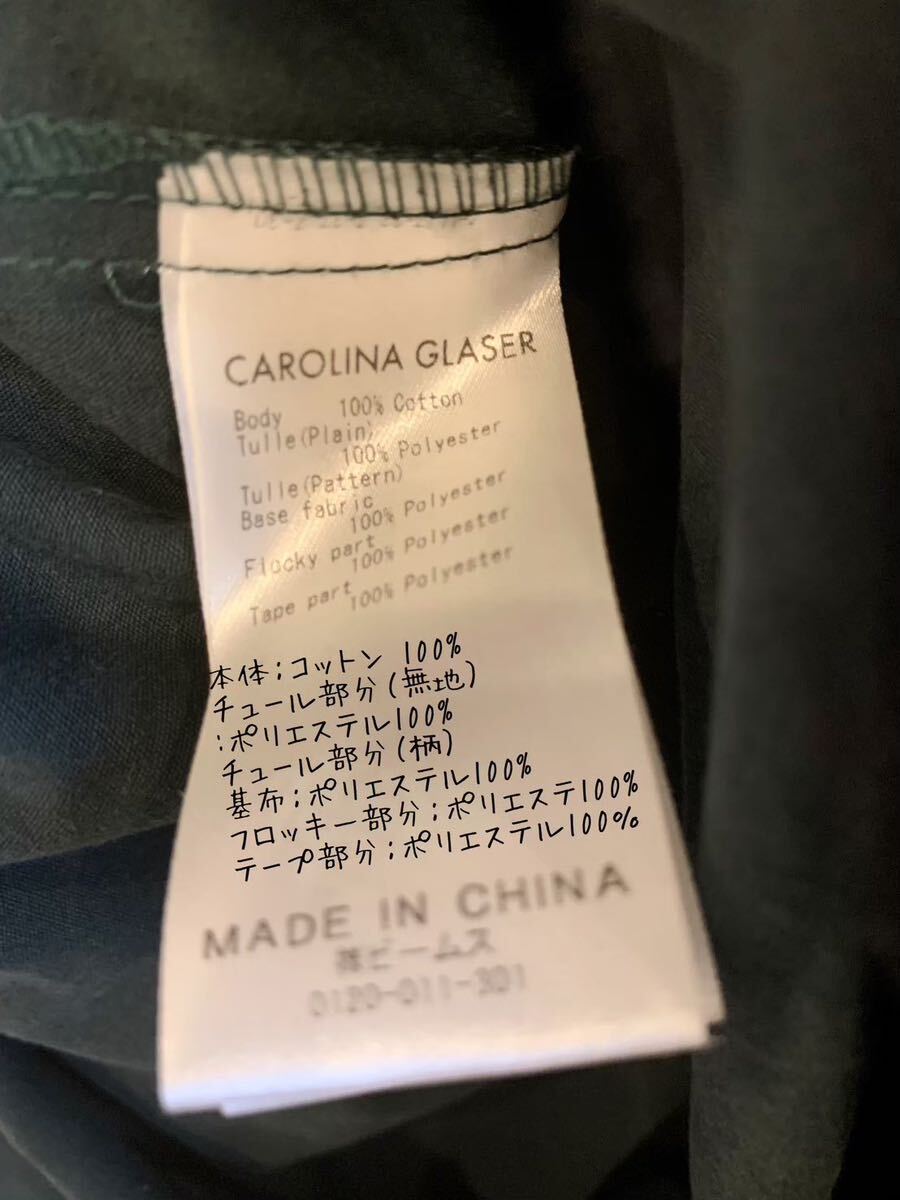 CAROLINA GLASER
Body 100% Cotton
Tulle(Plain)
100% Polyester
Tulle(Pattern)
Base fabric
100% Polyester
Flocky part
100% Polyester
Tape part
100% Polyester
本体:コットン 100%
チュール部分(無地)
:ポリエステル100%
チュール部分(柄)
基布:ポリエステル100%
フロッキー部分:ポリエステ100%
テープ部分:ポリエステル100%
MADE IN CHINA
㈱ビームス
0120-011-301